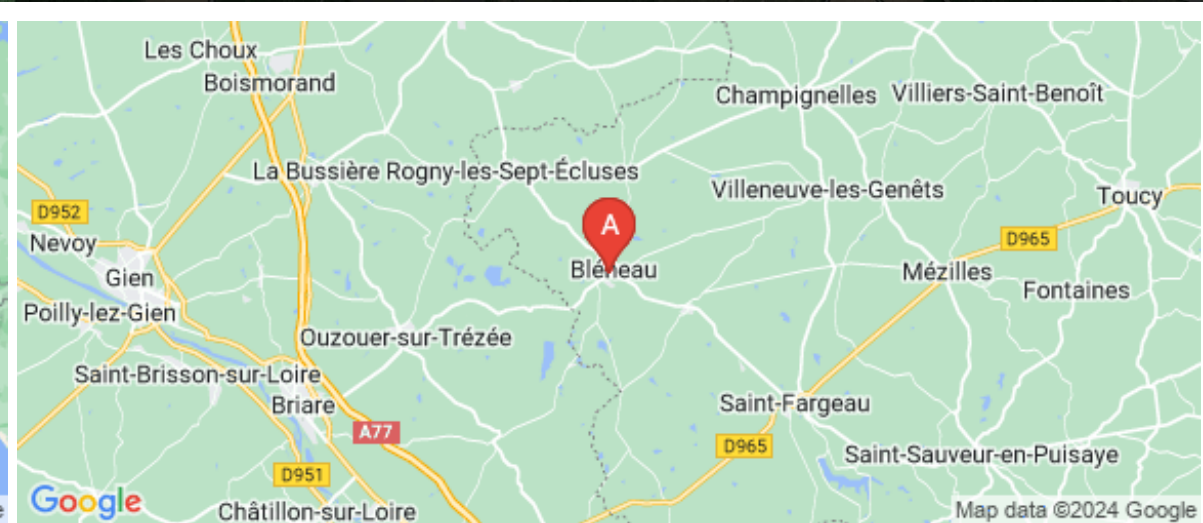 Les Choux
Boismorand
Champignelles
Villiers-Saint-Benoît
La Bussière
Rogny-les-Sept-Écluses
Villeneuve-les-Genêts
Toucy
D952
Nevoy
A
D965
Gien
Bléneau
Mézilles
Fontaines
Poilly-lez-Gien
Ouzouer-sur-Trézée
Saint-Brisson-sur-Loire
Briare
Saint-Fargeau
A77
D965
Saint-Sauveur-en-Puisaye
D951
Google
Châtillon-sur-Loire
Map data ©2024 Google